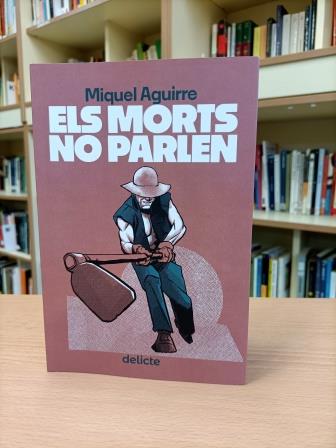 Miquel Aguirre
ELS MORTS
NO PARLEN
delicte